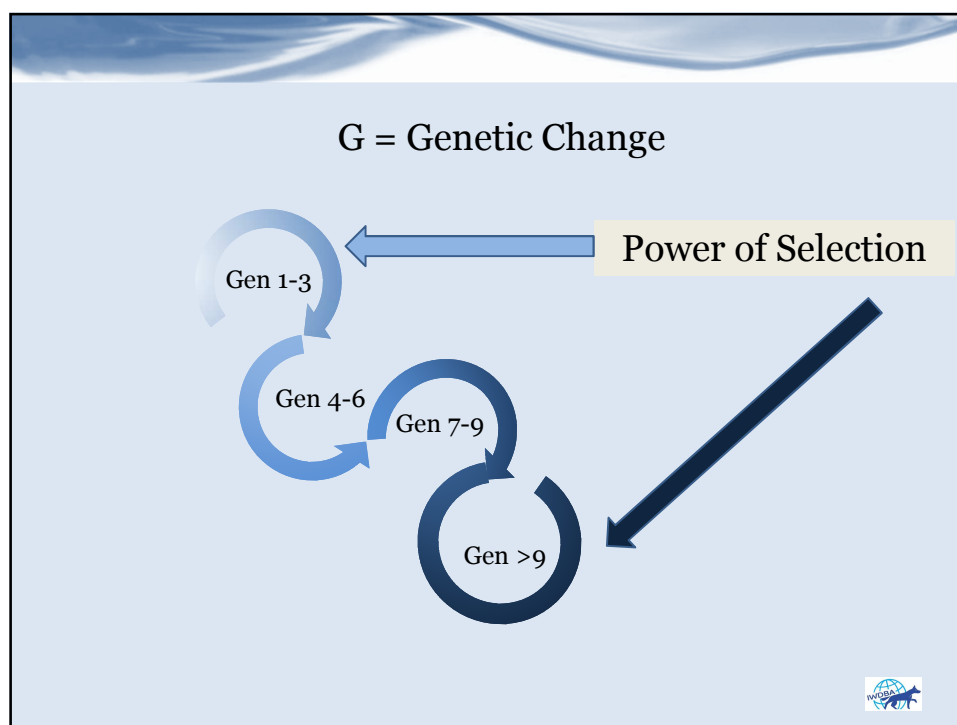 G = Genetic Change
Power of Selection
Gen 1-3
Gen 4-6
Gen 7-9
Gen >9
IWDBA